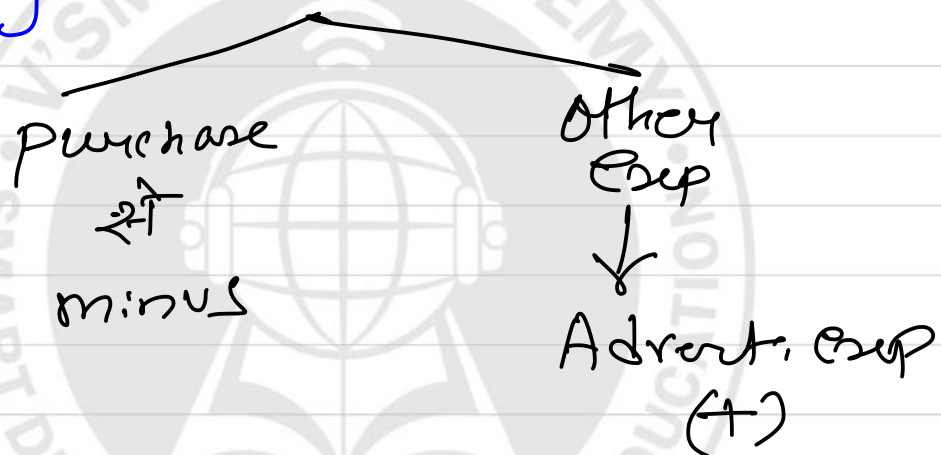 purchase
से
minus
Other
Exp
Advert. Exp
(+)